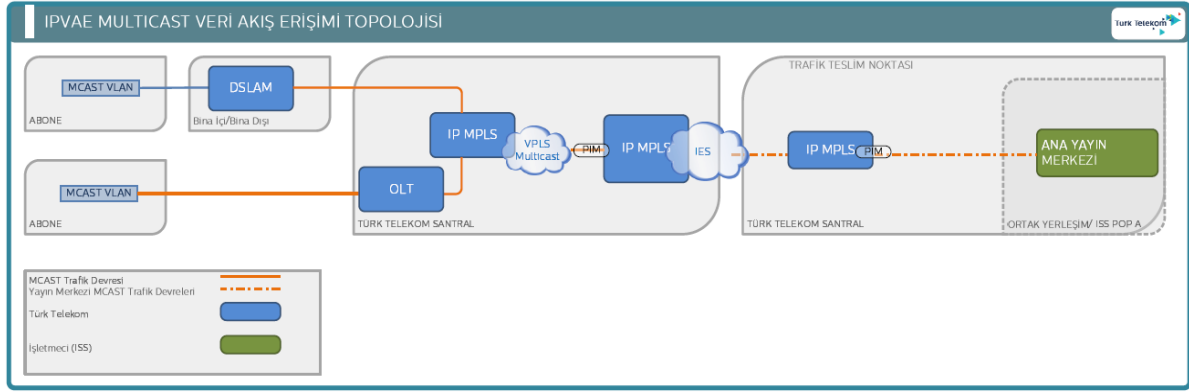 IPVAE MULTICAST VERİ AKIŞ ERİŞİMİ TOPOLOJİSİ
Türk Telekom
TRAFİK TESLİM NOKTASI
MCAST VLAN
DSLAM
ABONE
Bina İçi/Bina Dışı
IP MPLS
VPLS
Multicast
PIM
IP MPLS
IES
IP MPLS
PIM
ANA YAYIN
MERKEZİ
MCAST VLAN
OLT
ABONE
TÜRK TELEKOM SANTRAL
TÜRK TELEKOM SANTRAL
ORTAK YERLEŞİM/ ISS POP A
MCAST Trafik Devresi
Yayın Merkezi MCAST Trafik Devreleri
Türk Telekom
İşletmeci (ISS)